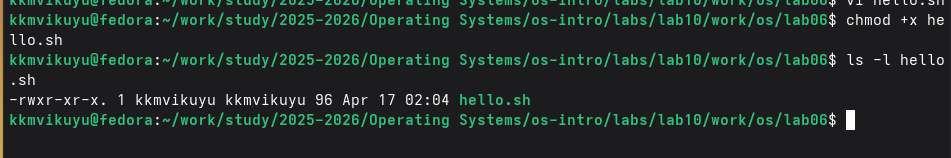 kkmvikuyu@fedora:~/work/study/2025-2026/Operating Systems/os-intro/labs/lab10/work/os/lab06$ vi hello.sh
kkmvikuyu@fedora:~/work/study/2025-2026/Operating Systems/os-intro/labs/lab10/work/os/lab06$ chmod +x he
llo.sh
kkmvikuyu@fedora:~/work/study/2025-2026/Operating Systems/os-intro/labs/lab10/work/os/lab06$ ls -l hello
.sh
-rwxr-xr-x. 1 kkmvikuyu kkmvikuyu 96 Apr 17 02:04 hello.sh
kkmvikuyu@fedora:~/work/study/2025-2026/Operating Systems/os-intro/labs/lab10/work/os/lab06$